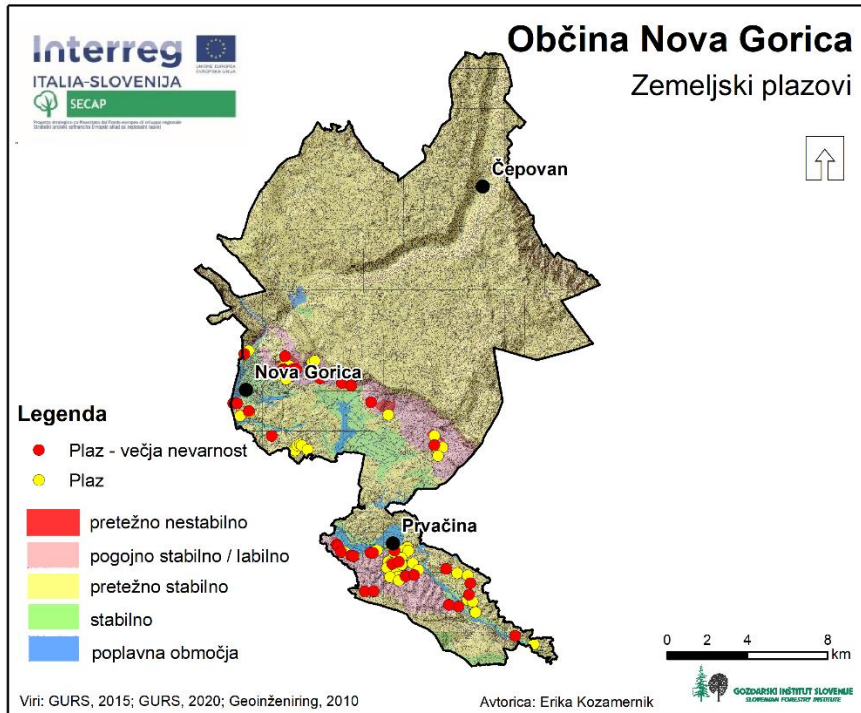 Interreg
ITALIA-SLOVENIJA
SECAP
Občina Nova Gorica
Zemeljski plazovi
Čepovan
Nova Gorica
Prvačina
Legenda
Plaz - večja nevarnost
Plaz
pretežno nestabilno
pogojno stabilno / labilno
pretežno stabilno
stabilno
poplavna območja
0 2 4 8
km
Viri: GURS, 2015; GURS, 2020; Geoinženiring, 2010
Avtorica: Erika Kozamernik
GOZDARSKI INŠTITUT SLOVENIJE
SLOVENIAN FORESTRY INSTITUTE